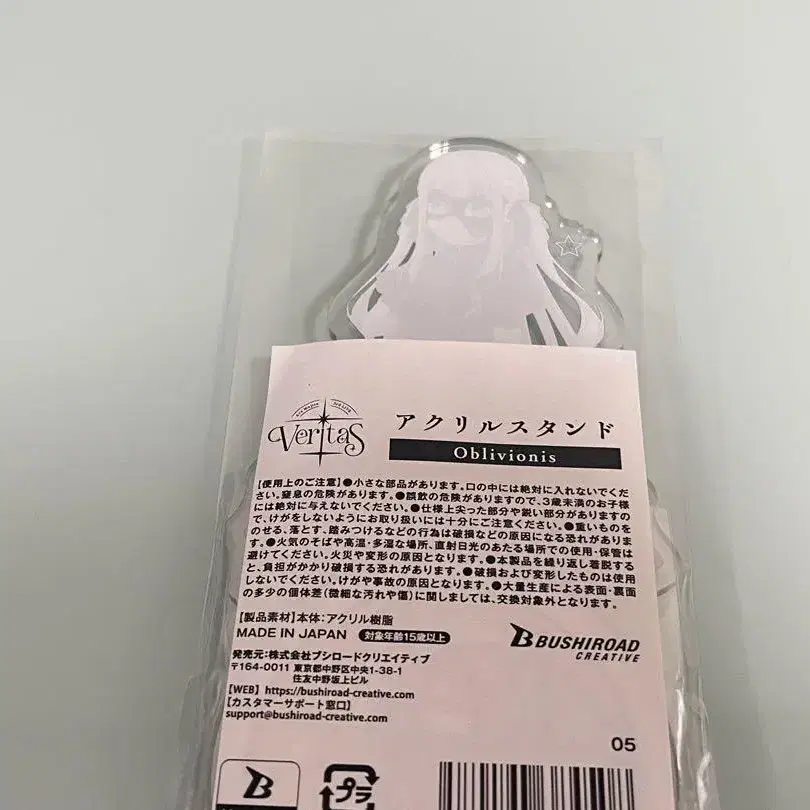 Veritas
アクリルスタンド
Oblivionis
【使用上のご注意】●小さな部品があります。口の中には絶対に入れないでくだ
さい。窒息の危険があります。●誤飲の危険がありますので、3歳未満のお子様
には絶対に与えないでください。●仕様上尖った部分や鋭い部分がありますの
で、けがをしないようにお取り扱いには十分にご注意ください。●重いものを
のせる、落とす、踏みつけるなどの行為は破損などの原因になる恐れがありま
す。●火気のそばや高温・多湿な場所、直射日光のあたる場所での使用・保管は
避けてください。火災や変形の原因となります。●本製品を繰り返し着脱する
と、負担がかかり破損する恐れがあります。●破損および変形したものは使用
しないでください。けがや事故の原因となります。●大量生産による表面・裏面
の多少の個体差(微細な汚れや傷)に関しましては、交換対象外となります。
【製品素材】本体:アクリル樹脂
MADE IN JAPAN 対象年齢15歳以上
発売元:株式会社ブシロードクリエイティブ
〒164-0011 東京都中野区中央1-38-1
住友中野坂上ビル
【WEB】https://bushiroad-creative.com
【カスタマーサポート窓口】
support@bushiroad-creative.com
BUSHIROAD
CREATIVE
05
プラ